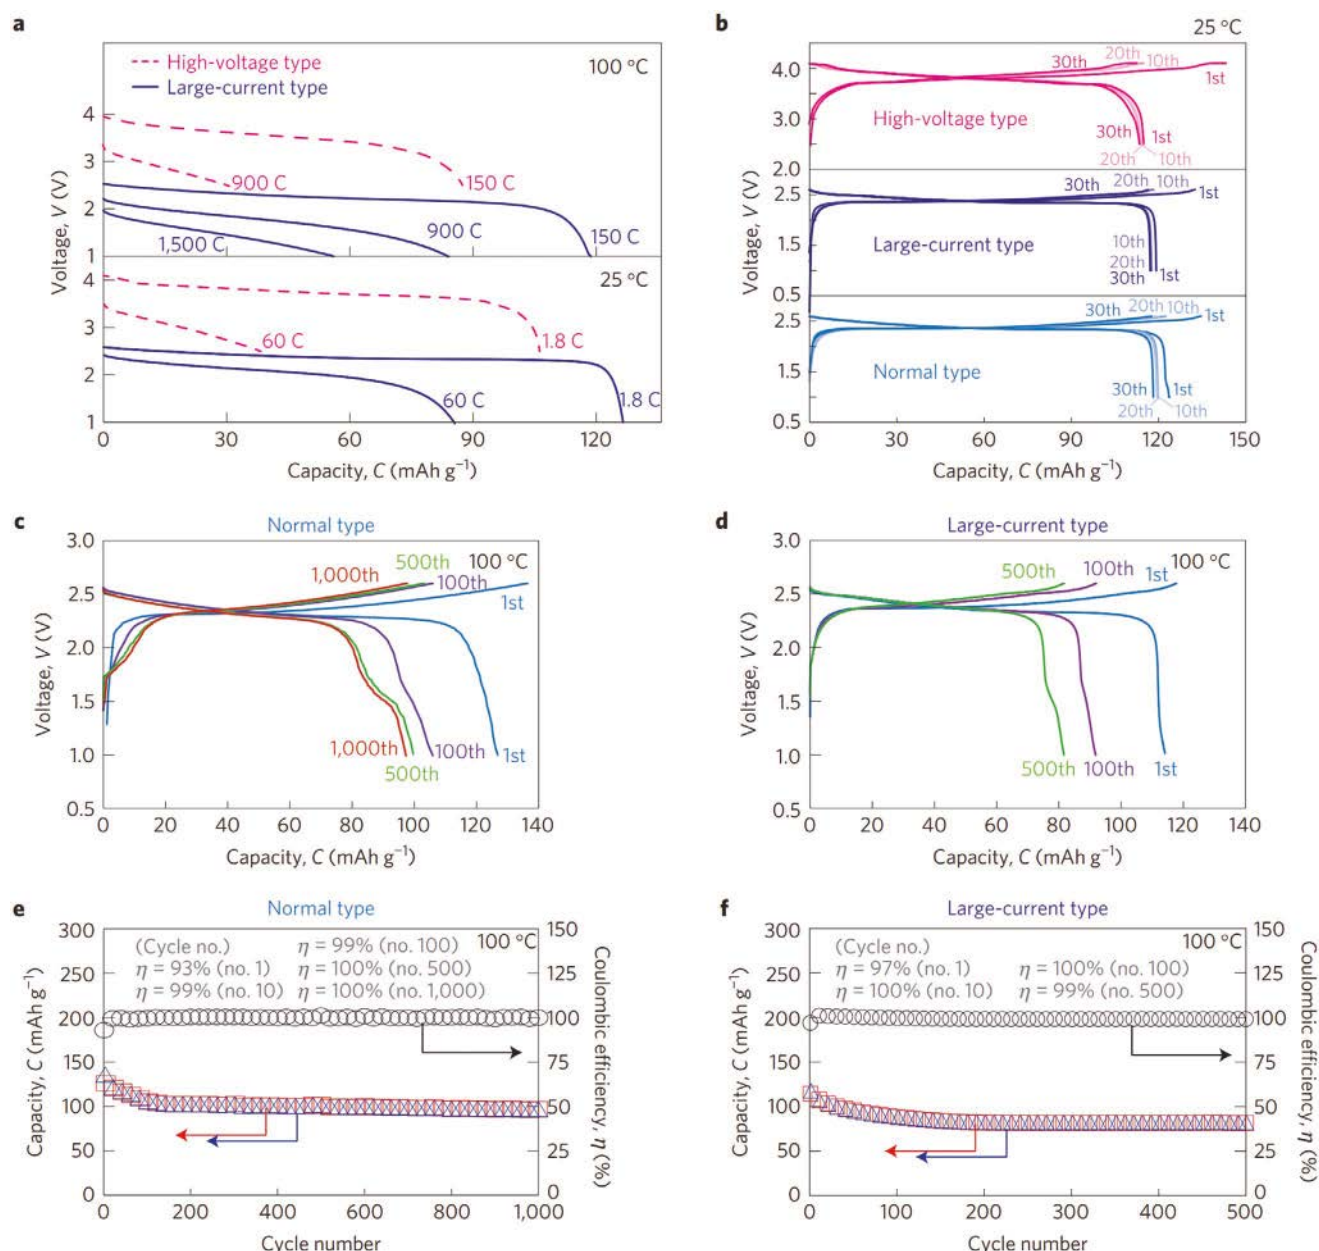 a
High-voltage type
Large-current type
100 °C
4
3
2
1
900 C
150 C
1,500 C
900 C
150 C
25 °C
4
3
2
1
60 C
1.8 C
60 C
1.8 C
Voltage, V (V)
0 30 60 90 120
Capacity, C (mAh g⁻¹)
b
25 °C
4.0
3.0
2.0
20th
30th 10th
1st
High-voltage type
30th 1st
20th 10th
2.5
1.5
0.5
30th 20th 10th
1st
Large-current type
10th
20th
30th 1st
2.5
1.5
0.5
30th 20th 10th
1st
Normal type
30th 1st
20th 10th
Voltage, V (V)
0 30 60 90 120 150
Capacity, C (mAh g⁻¹)
c
Normal type
3.0
2.5
2.0
1.5
1.0
0.5
500th 100 °C
1,000th 100th
1st
1,000th 100th 1st
500th
Voltage, V (V)
0 20 40 60 80 100 120 140
Capacity, C (mAh g⁻¹)
d
Large-current type
3.0
2.5
2.0
1.5
1.0
0.5
100 °C
500th 100th 1st
500th 100th 1st
Voltage, V (V)
0 20 40 60 80 100 120 140
Capacity, C (mAh g⁻¹)
e
Normal type
300
250
200
150
100
50
0
150
125
100
75
50
25
0
(Cycle no.) η = 99% (no. 100)
η = 93% (no. 1) η = 100% (no. 500)
η = 99% (no. 10) η = 100% (no. 1,000)
100 °C
Capacity, C (mAh g⁻¹)
Coulombic efficiency, η (%)
0 200 400 600 800 1,000
Cycle number
f
Large-current type
300
250
200
150
100
50
0
150
125
100
75
50
25
0
(Cycle no.)
η = 97% (no. 1) η = 100% (no. 100)
η = 100% (no. 10) η = 99% (no. 500)
100 °C
Capacity, C (mAh g⁻¹)
Coulombic efficiency, η (%)
0 100 200 300 400 500
Cycle number